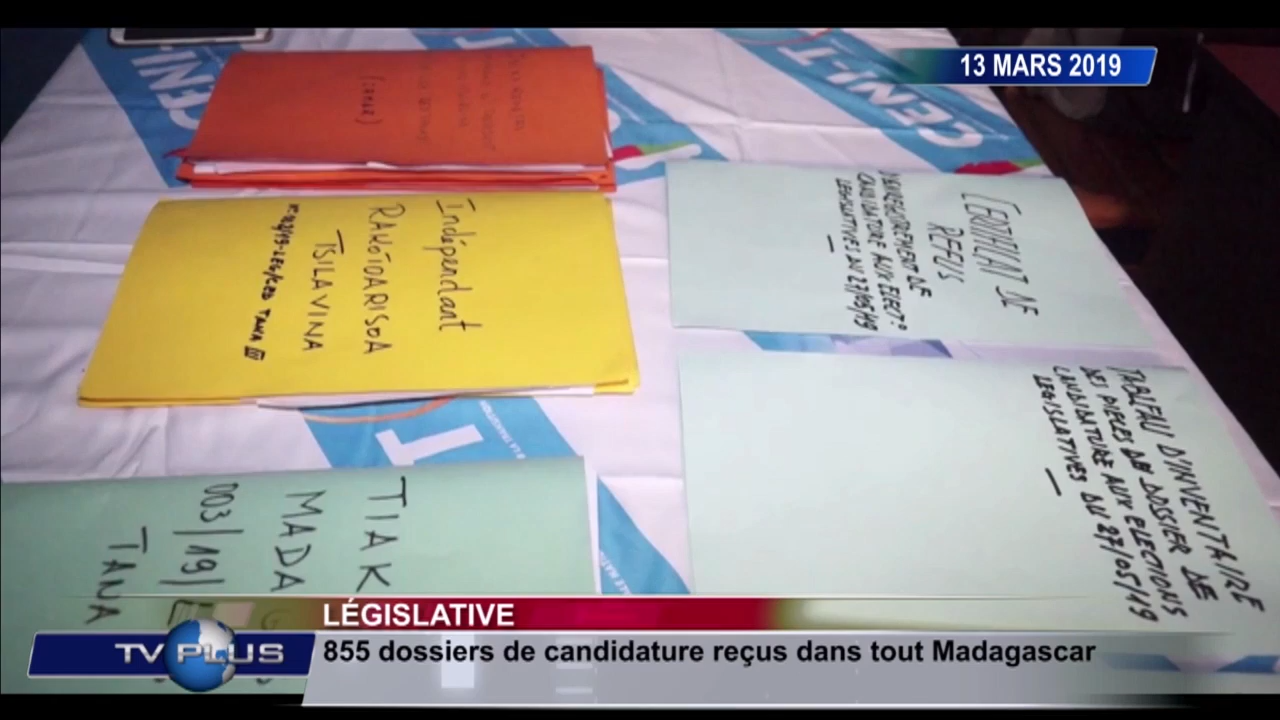 13 MARS 2019
CENI-T
CENI
Indépendant
RAKOTOARISOA
TSILAVINA
CERTIFICAT DE
REFUS
D'ENREGISTREMENT DE
CANDIDATURE AUX ELECT°
LEGISLATIVES DU 27/05/19
TABLEAU D'INVENTAIRE
DES PIECES DE DOSSIER DE
CANDIDATURE AUX ELECTIONS
LEGISLATIVES DU 27/05/19
TIAK
MADA
003/19/
TANA
LÉGISLATIVE
855 dossiers de candidature reçus dans tout Madagascar
TV PLUS